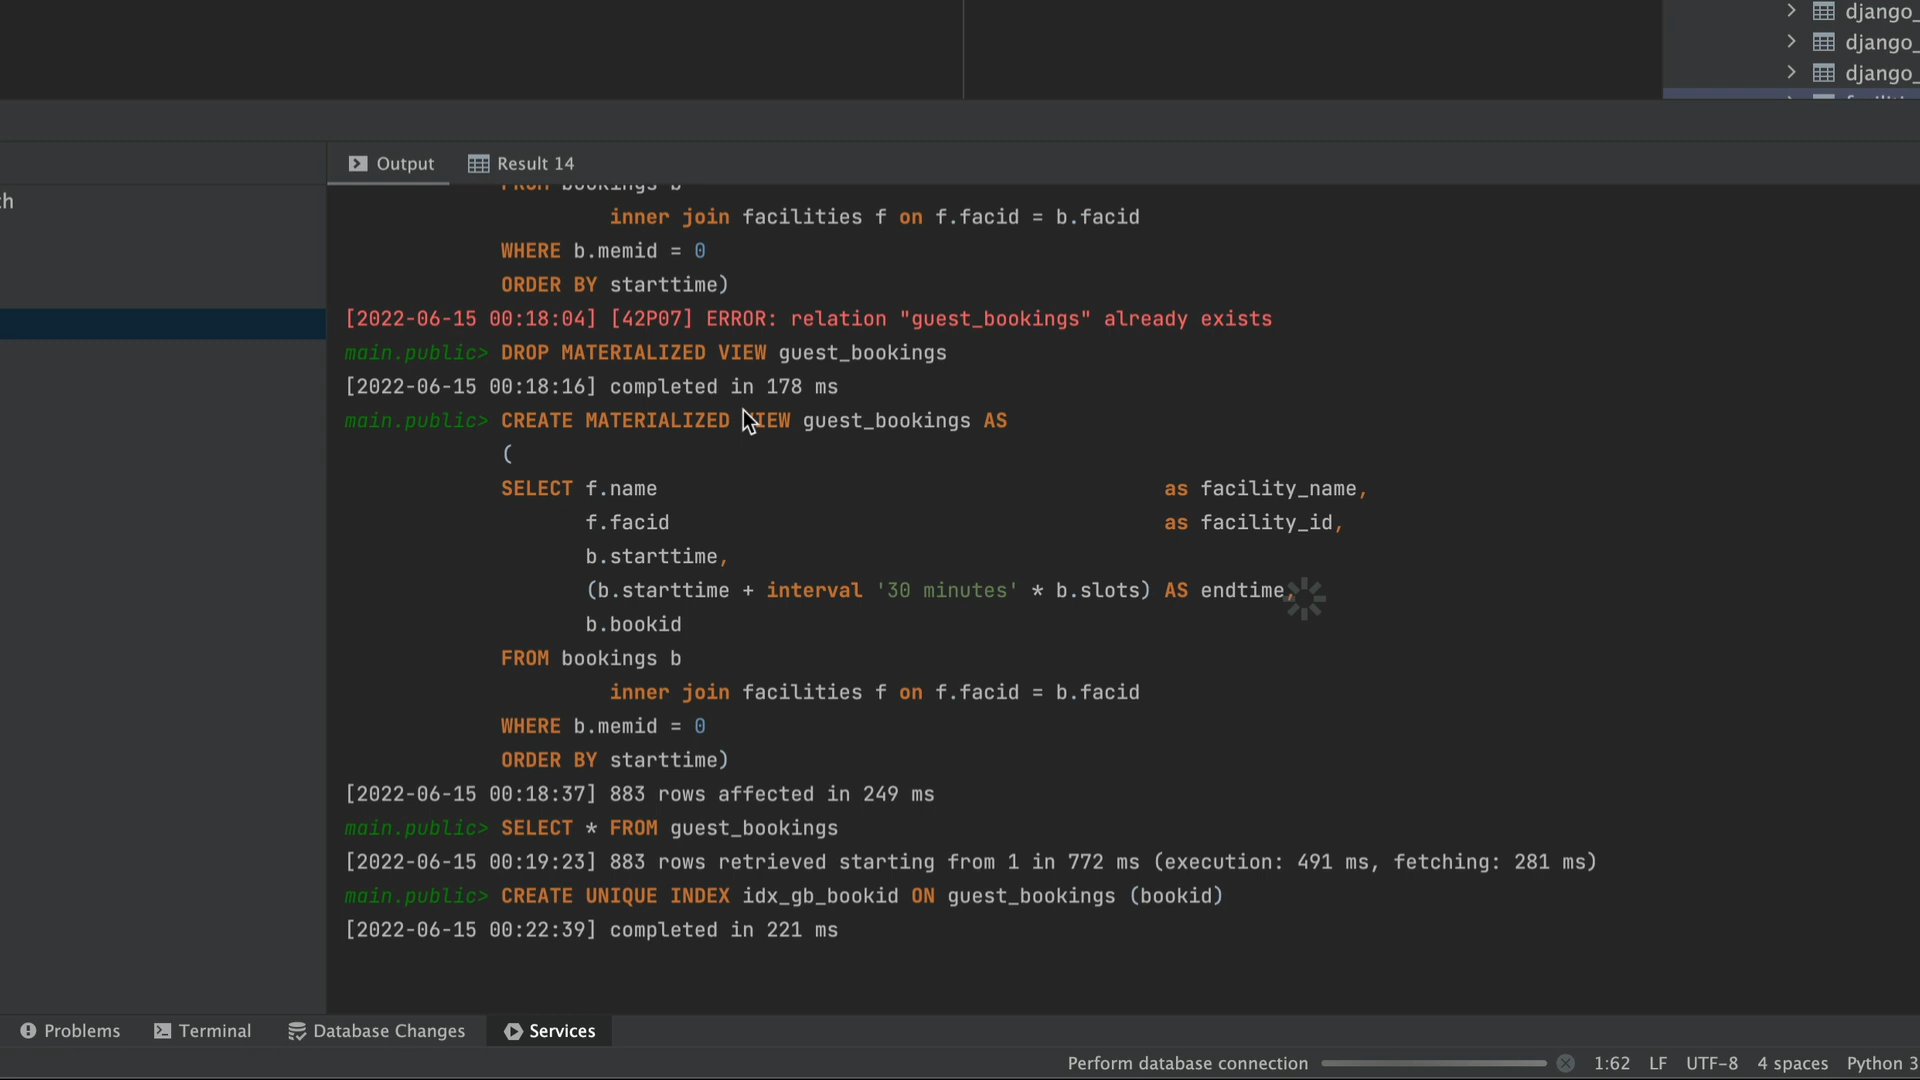 django_
django_
django_
Output Result 14
th
FROM bookings b
inner join facilities f on f.facid = b.facid
WHERE b.memid = 0
ORDER BY starttime)
[2022-06-15 00:18:04] [42P07] ERROR: relation "guest_bookings" already exists
main.public> DROP MATERIALIZED VIEW guest_bookings
[2022-06-15 00:18:16] completed in 178 ms
main.public> CREATE MATERIALIZED VIEW guest_bookings AS
(
SELECT f.name as facility_name,
f.facid as facility_id,
b.starttime,
(b.starttime + interval '30 minutes' * b.slots) AS endtime,
b.bookid
FROM bookings b
inner join facilities f on f.facid = b.facid
WHERE b.memid = 0
ORDER BY starttime)
[2022-06-15 00:18:37] 883 rows affected in 249 ms
main.public> SELECT * FROM guest_bookings
[2022-06-15 00:19:23] 883 rows retrieved starting from 1 in 772 ms (execution: 491 ms, fetching: 281 ms)
main.public> CREATE UNIQUE INDEX idx_gb_bookid ON guest_bookings (bookid)
[2022-06-15 00:22:39] completed in 221 ms
Problems Terminal Database Changes Services
Perform database connection 1:62 LF UTF-8 4 spaces Python 3